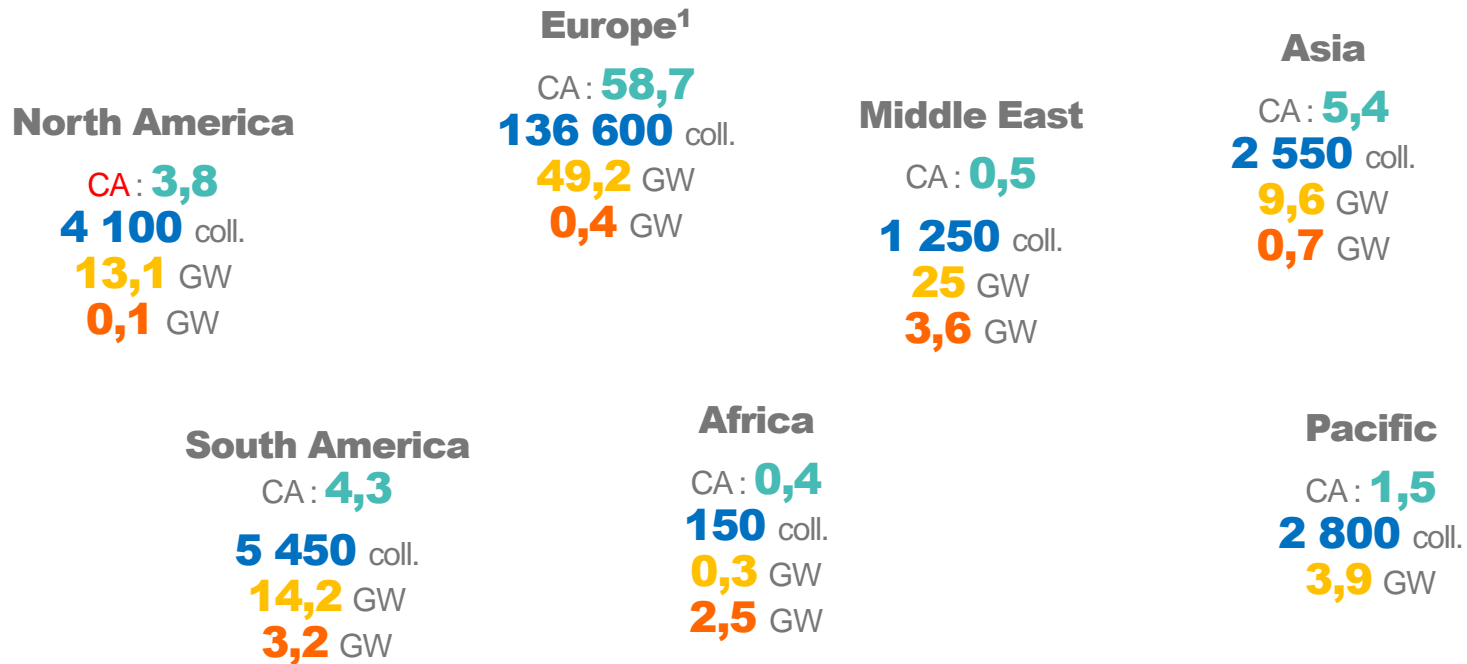 Europe¹
CA : 58,7
136 600 coll.
49,2 GW
0,4 GW
Asia
CA : 5,4
2 550 coll.
9,6 GW
0,7 GW
North America
CA : 3,8
4 100 coll.
13,1 GW
0,1 GW
Middle East
CA : 0,5
1 250 coll.
25 GW
3,6 GW
South America
CA : 4,3
5 450 coll.
14,2 GW
3,2 GW
Africa
CA : 0,4
150 coll.
0,3 GW
2,5 GW
Pacific
CA : 1,5
2 800 coll.
3,9 GW